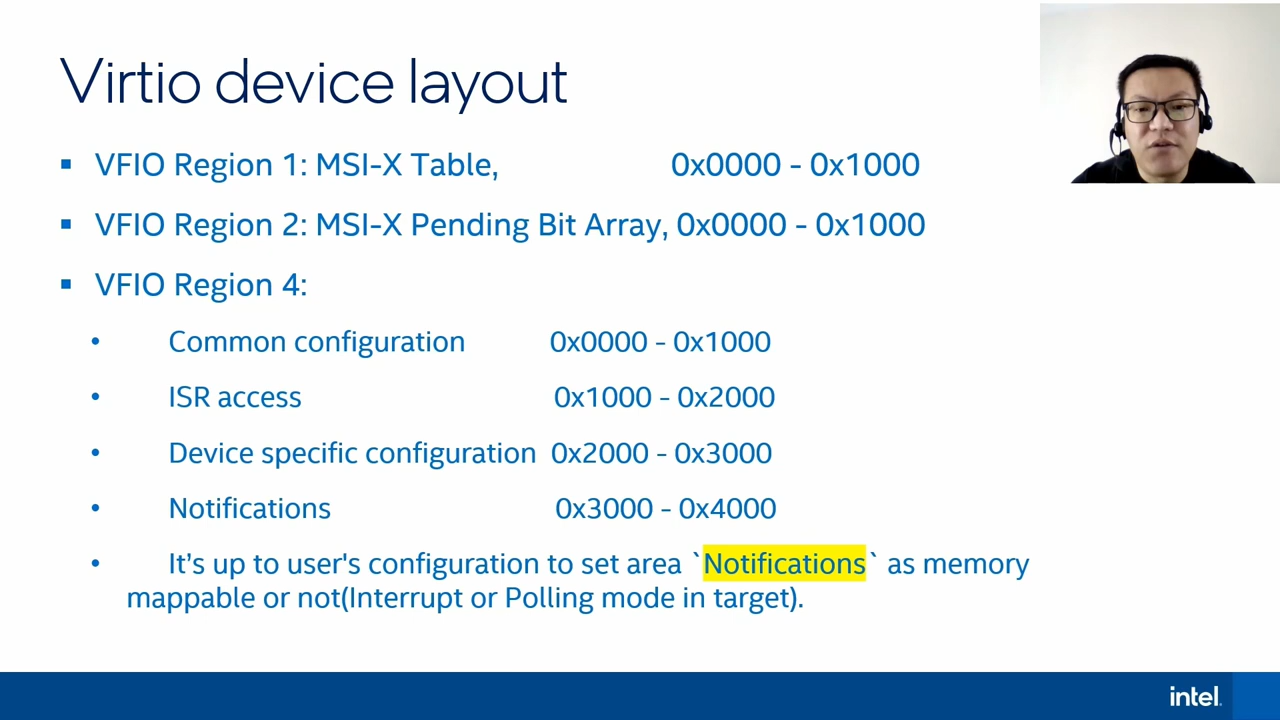 Virtio device layout
▪ VFIO Region 1: MSI-X Table, 0x0000 - 0x1000
▪ VFIO Region 2: MSI-X Pending Bit Array, 0x0000 - 0x1000
▪ VFIO Region 4:
• Common configuration 0x0000 - 0x1000
• ISR access 0x1000 - 0x2000
• Device specific configuration 0x2000 - 0x3000
• Notifications 0x3000 - 0x4000
• It’s up to user's configuration to set area `Notifications` as memory
mappable or not(Interrupt or Polling mode in target).
intel.